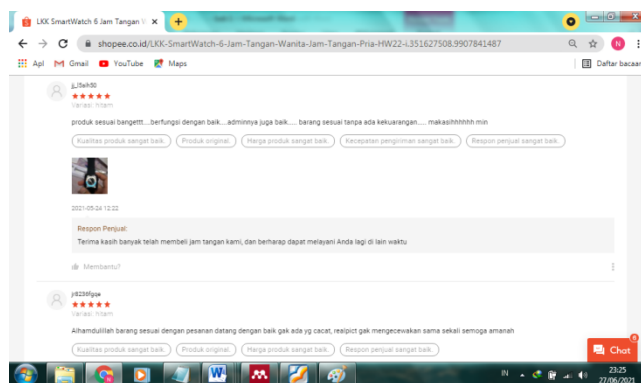 LKK SmartWatch 6 Jam Tangan W
shopee.co.id/LKK-SmartWatch-6-Jam-Tangan-Wanita-Jam-Tangan-Pria-HW22-i.351627508.9907841487
N
Apl Gmail YouTube Maps Daftar bacaan
Variasi: hitam
produk sesuai bangettt....berfungsi dengan baik....adminnya juga baik..... barang sesuai tanpa ada kekuarangan..... makasihhhhhh min
Kualitas produk sangat baik. Produk original. Harga produk sangat baik. Kecepatan pengiriman sangat baik. Respon penjual sangat baik.
2021-05-24 12:22
Respon Penjual:
Terima kasih banyak telah membeli jam tangan kami, dan berharap dapat melayani Anda lagi di lain waktu
Membantu?
jr8236fgqe
Variasi: hitam
Alhamdulillah barang sesuai dengan pesanan datang dengan baik gak ada yg cacat, realpict gak mengecewakan sama sekali semoga amanah
Kualitas produk sangat baik. Produk original. Harga produk sangat baik. Respon penjual sangat baik.
Chat
IN
23:25
27/06/2021